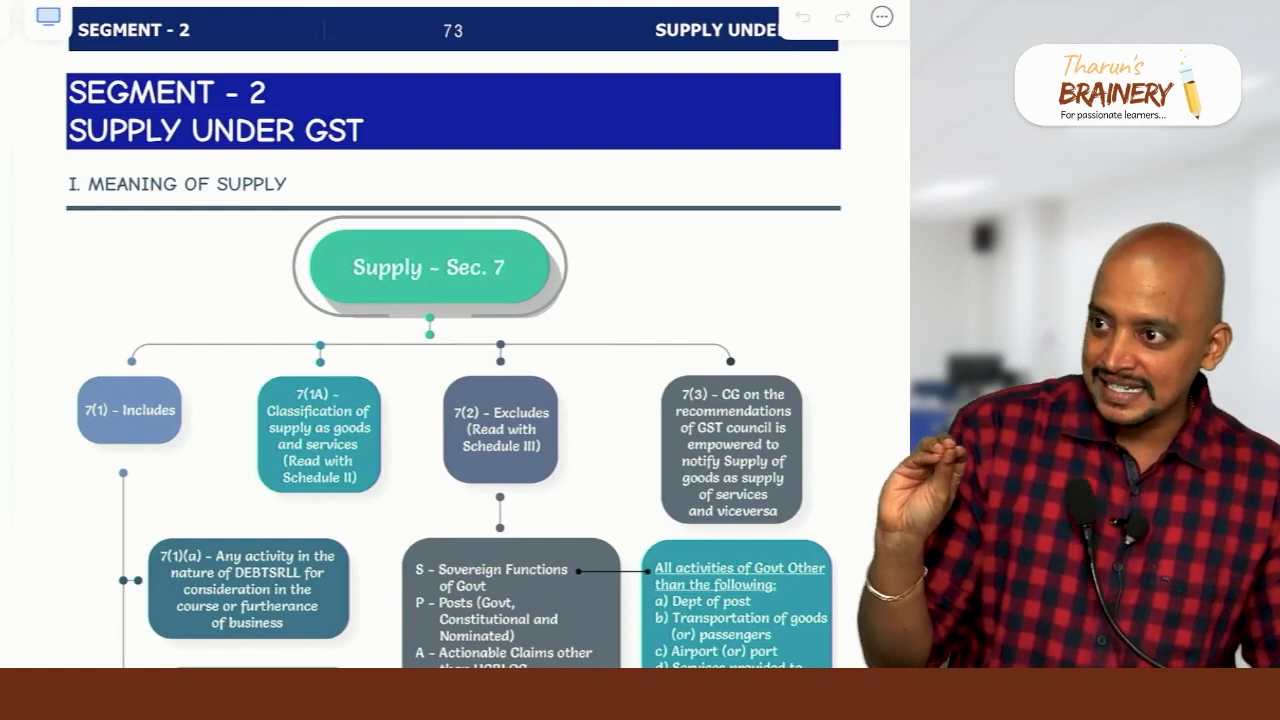 SEGMENT - 2
73
SUPPLY UNDE
SEGMENT - 2
SUPPLY UNDER GST
I. MEANING OF SUPPLY
Supply - Sec. 7
7(1) - Includes
7(1A) -
Classification of
supply as goods
and services
(Read with
Schedule II)
7(2) - Excludes
(Read with
Schedule III)
7(3) - CG on the
recommendations
of GST council is
empowered to
notify Supply of
goods as supply
of services
and viceversa
7(1)(a) - Any activity in the
nature of DEBTSRLL for
consideration in the
course or furtherance
of business
S - Sovereign Functions
of Govt
P - Posts (Govt,
Constitutional and
Nominated)
A - Actionable Claims other
All activities of Govt Other
than the following:
a) Dept of post
b) Transportation of goods
(or) passengers
c) Airport (or) port
d) Services provided to
Tharun's
BRAINERY
For passionate learners...